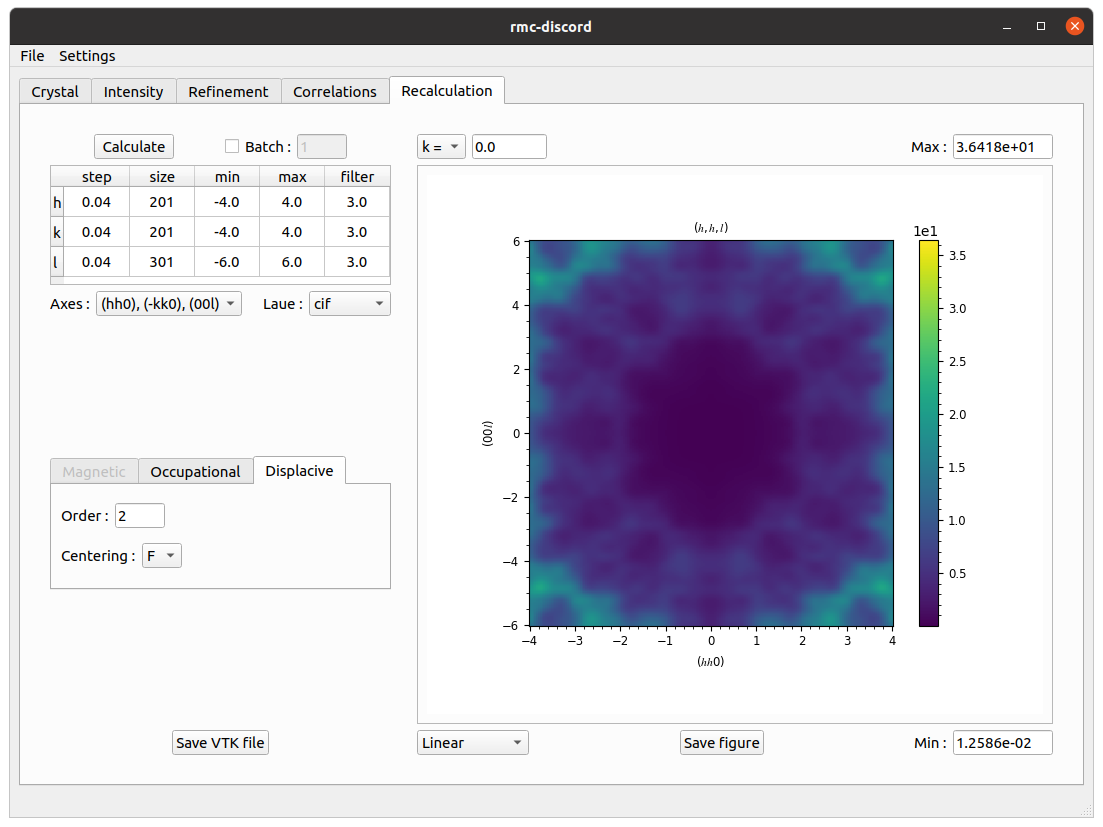 rmc-discord
File Settings
Crystal Intensity Refinement Correlations Recalculation
Calculate Batch : 1 k = 0.0 Max : 3.6418e+01
step size min max filter
h 0.04 201 -4.0 4.0 3.0
k 0.04 201 -4.0 4.0 3.0
l 0.04 301 -6.0 6.0 3.0
Axes : (hh0), (-kk0), (00l) Laue : cif
(h, h, l)
1e1
6
4
2
0
−2
−4
−6
(00l)
−4 −3 −2 −1 0 1 2 3 4
(hh0)
3.5
3.0
2.5
2.0
1.5
1.0
0.5
Magnetic Occupational Displacive
Order : 2
Centering : F
Save VTK file Linear Save figure Min : 1.2586e-02